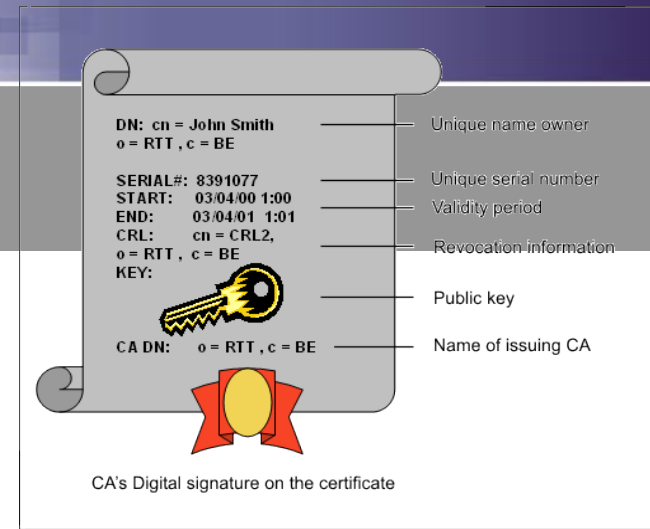 DN: cn = John Smith
o = RTT , c = BE
Unique name owner
SERIAL#: 8391077
Unique serial number
START: 03/04/00 1:00
END: 03/04/01 1:01
Validity period
CRL: cn = CRL2,
o = RTT , c = BE
Revocation information
KEY:
Public key
CA DN: o = RTT , c = BE
Name of issuing CA
CA's Digital signature on the certificate